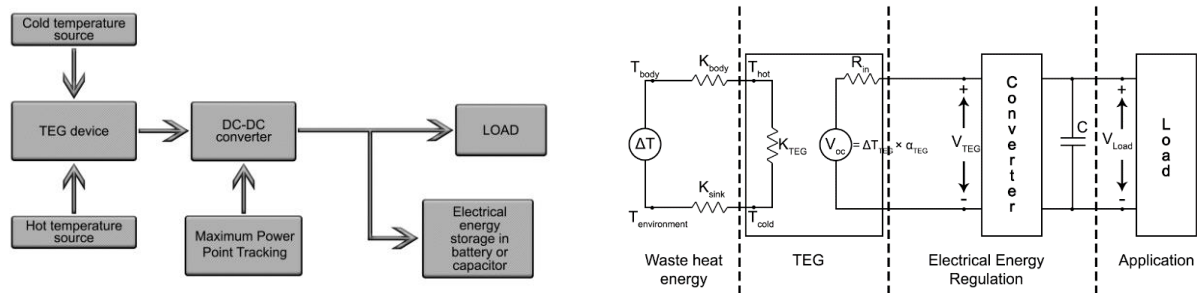 Cold temperature
source
TEG device
Hot temperature
source
DC-DC
converter
Maximum Power
Point Tracking
LOAD
Electrical
energy
storage in
battery or
capacitor
T_body
K_body
T_hot
ΔT
K_TEG
K_sink
T_environment
T_cold
R_in
V_oc = ΔT_TEG × α_TEG
+
V_TEG
-
Converter
C
+
V_Load
-
Load
Waste heat
energy
TEG
Electrical Energy
Regulation
Application